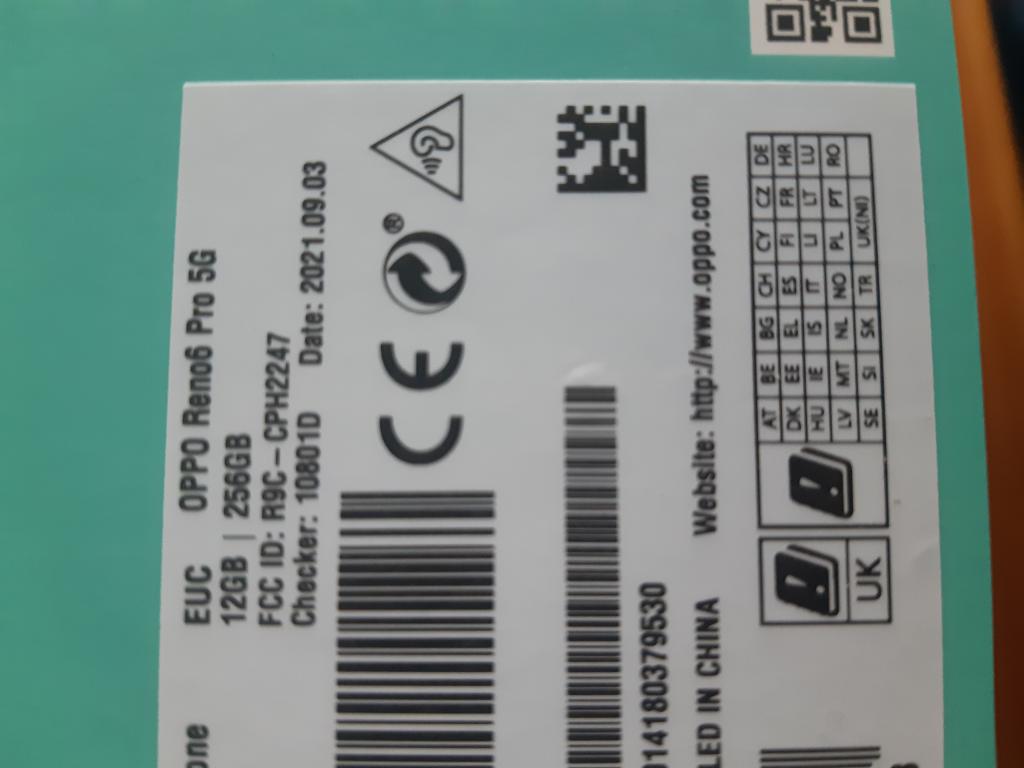 one EUC OPPO Reno6 Pro 5G
12GB | 256GB
FCC ID: R9C-CPH2247
Checker: 10801D Date: 2021.09.03
CE ®
014180379530
LED IN CHINA Website: http://www.oppo.com
UK
AT BE BG CH CY CZ DE
DK EE EL ES FI FR HR
HU IE IS IT LI LT LU
LV MT NL NO PL PT RO
SE SI SK TR UK(NI)